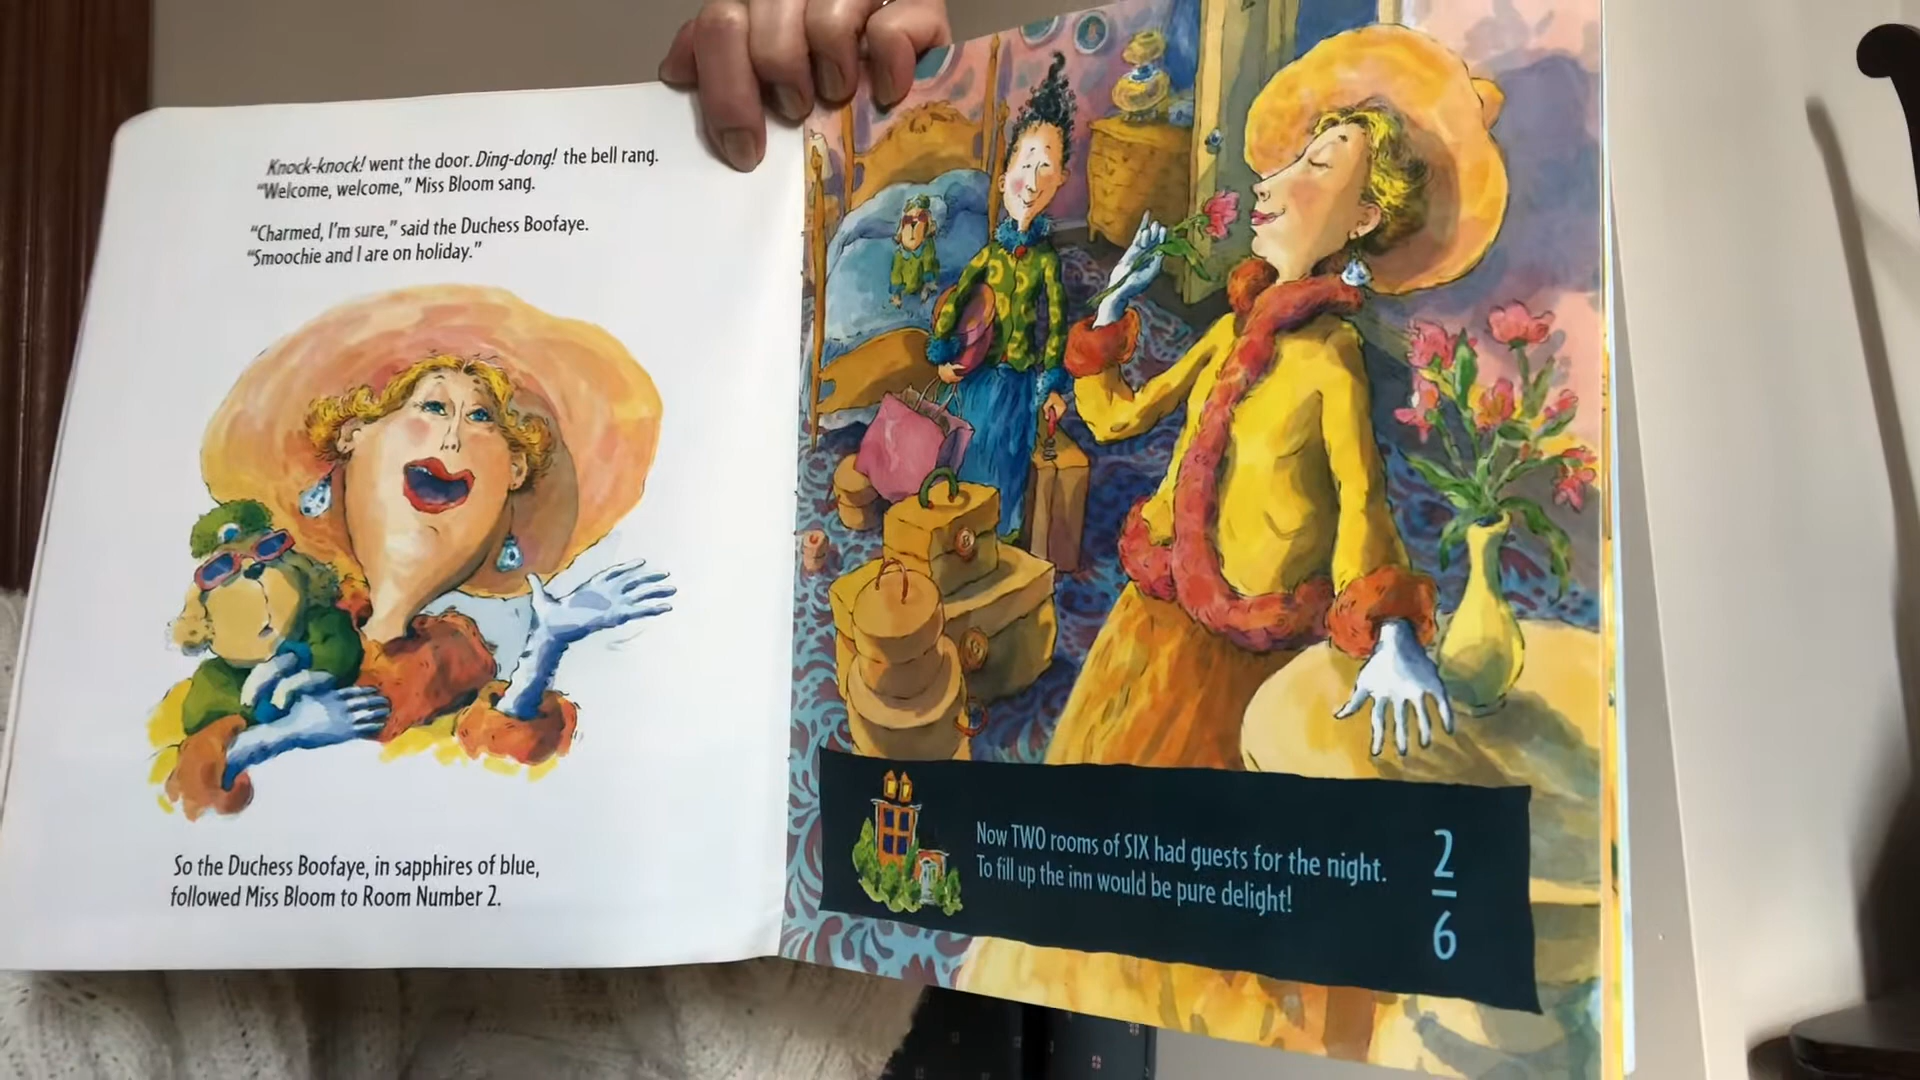 Knock-knock! went the door. Ding-dong! the bell rang.
“Welcome, welcome,” Miss Bloom sang.
“Charmed, I’m sure,” said the Duchess Boofaye.
“Smoochie and I are on holiday.”
So the Duchess Boofaye, in sapphires of blue,
followed Miss Bloom to Room Number 2.
Now TWO rooms of SIX had guests for the night.
To fill up the inn would be pure delight!
2
6